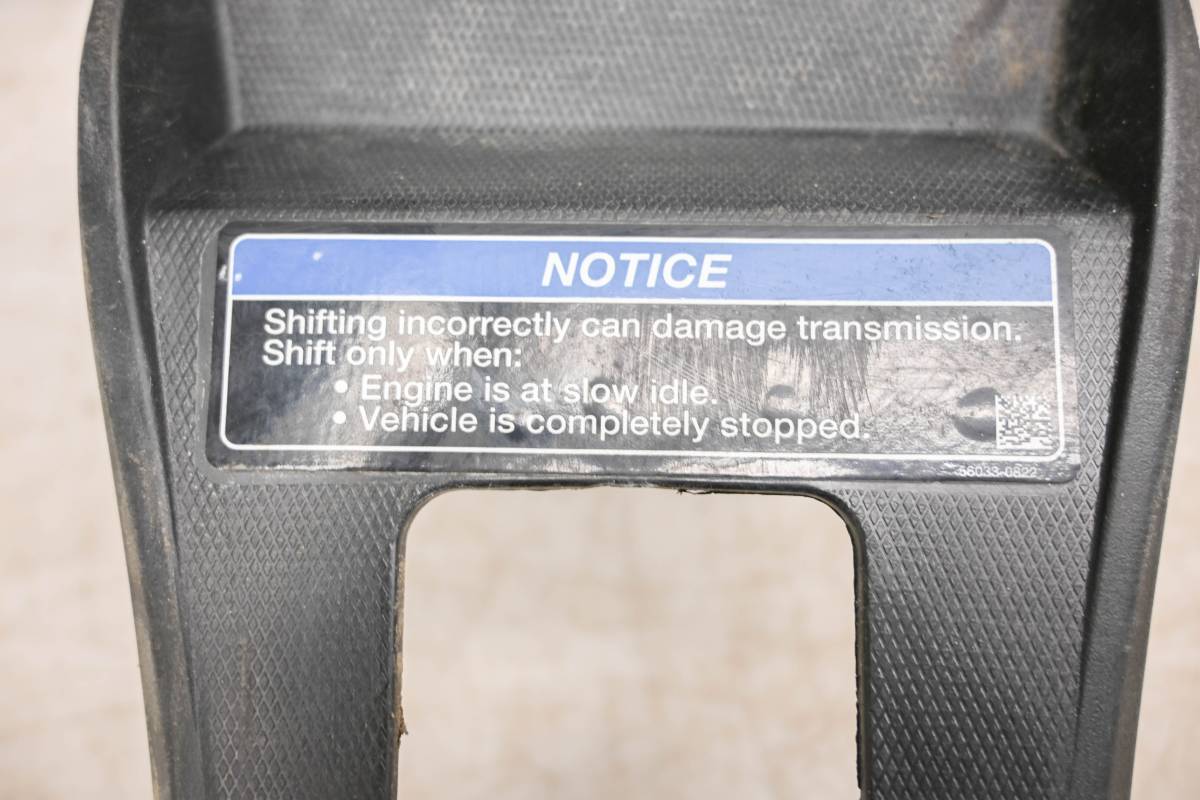 NOTICE
Shifting incorrectly can damage transmission.
Shift only when:
• Engine is at slow idle.
• Vehicle is completely stopped.
56033-0822